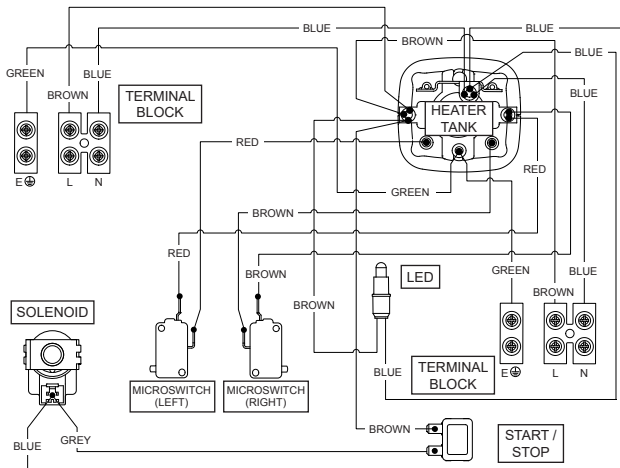 BLUE
BLUE
BROWN
BLUE
GREEN
BLUE
BLUE
BROWN
TERMINAL
BLOCK
HEATER
TANK
RED
RED
E L N
GREEN
BROWN
RED
BROWN
LED
GREEN
BLUE
BROWN
BROWN
SOLENOID
E L N
TERMINAL
BLOCK
MICROSWITCH
(LEFT)
MICROSWITCH
(RIGHT)
BLUE
BROWN
START /
STOP
BLUE
GREY